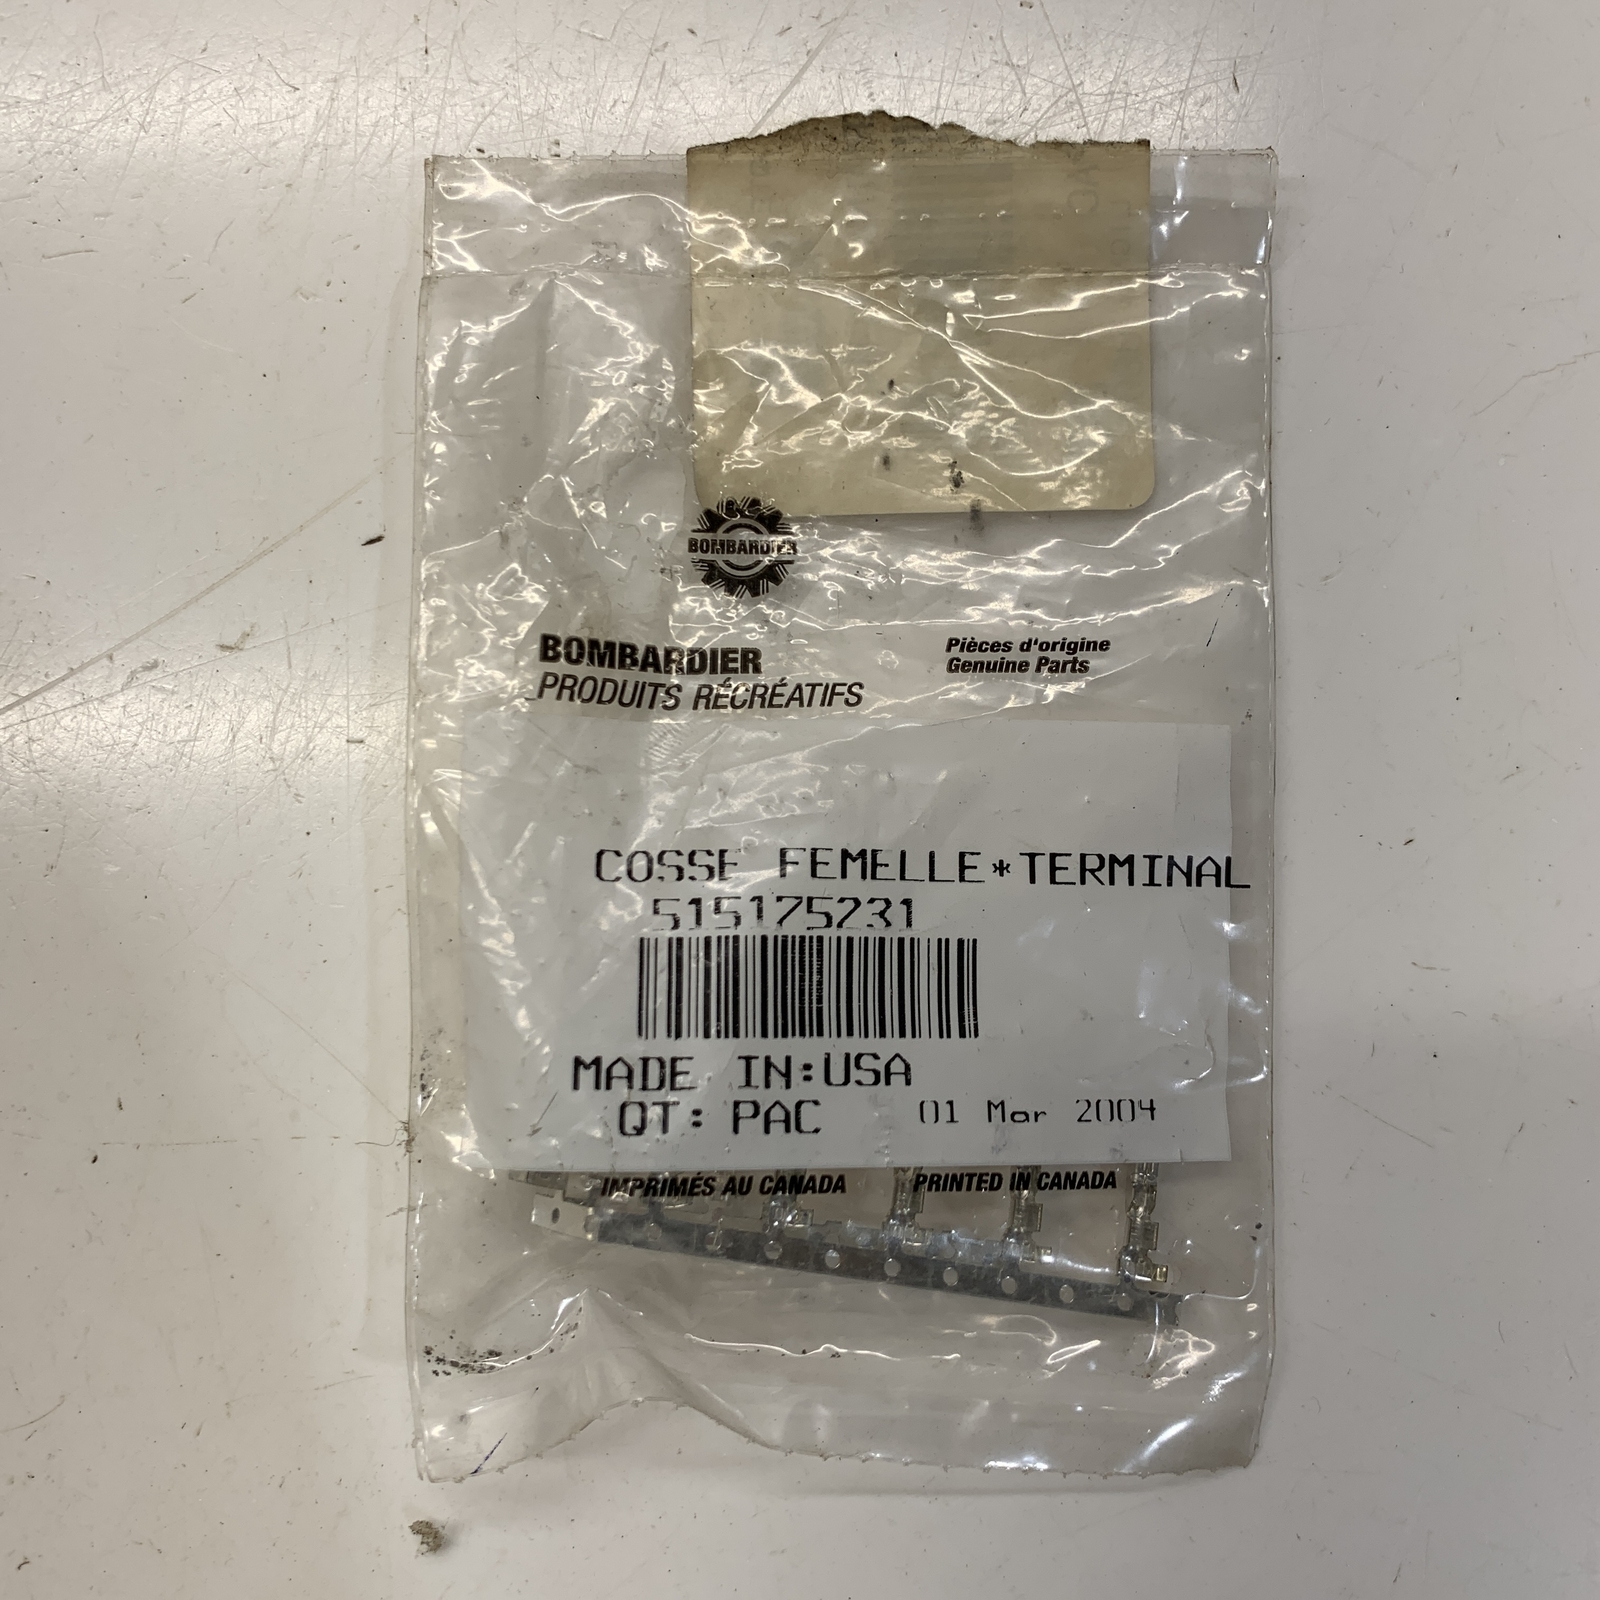 BOMBARDIER
BOMBARDIER
PRODUITS RÉCRÉATIFS
Pièces d'origine
Genuine Parts
COSSE FEMELLE*TERMINAL
515175231
MADE IN:USA
QT: PAC 01 Mar 2004
IMPRIMÉS AU CANADA PRINTED IN CANADA